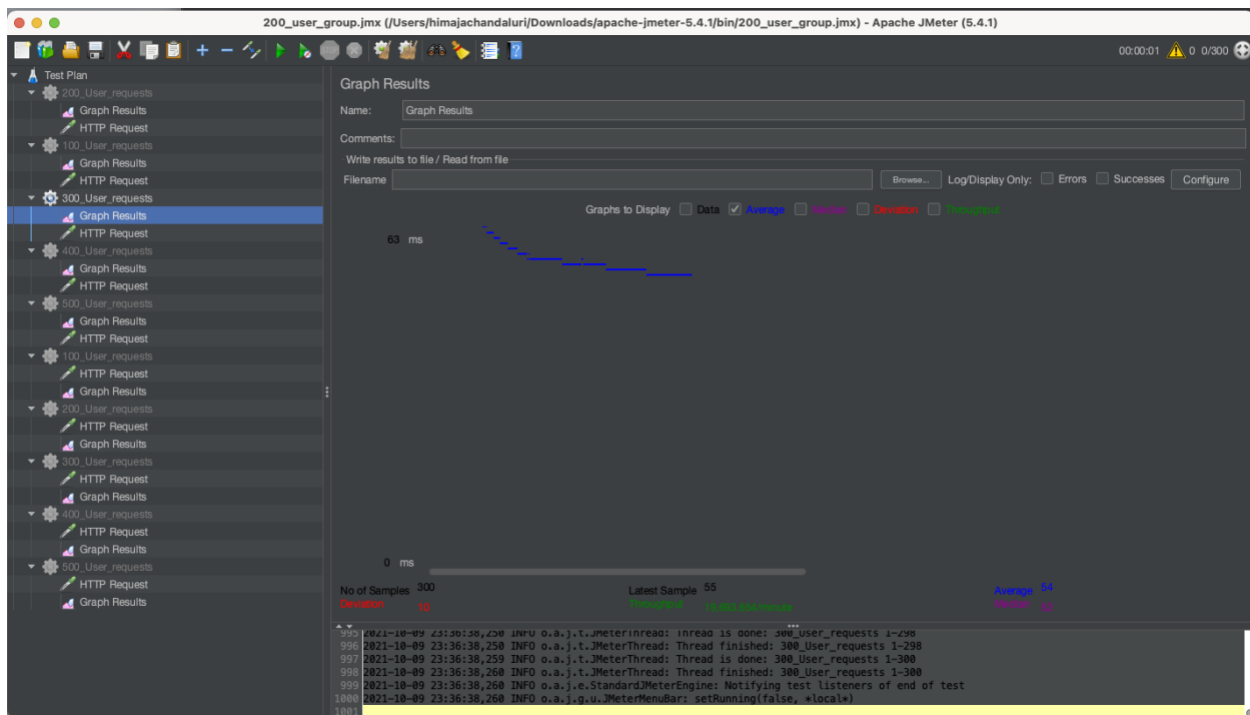 200_user_group.jmx (/Users/himajachandaluri/Downloads/apache-jmeter-5.4.1/bin/200_user_group.jmx) - Apache JMeter (5.4.1)
00:00:01 0 0/300
Test Plan
200_User_requests
Graph Results
HTTP Request
100_User_requests
Graph Results
HTTP Request
300_User_requests
Graph Results
HTTP Request
400_User_requests
Graph Results
HTTP Request
500_User_requests
Graph Results
HTTP Request
100_User_requests
HTTP Request
Graph Results
200_User_requests
HTTP Request
Graph Results
300_User_requests
HTTP Request
Graph Results
400_User_requests
HTTP Request
Graph Results
500_User_requests
HTTP Request
Graph Results
Graph Results
Name: Graph Results
Comments:
Write results to file / Read from file
Filename Browse... Log/Display Only: Errors Successes Configure
Graphs to Display Data Average Median Deviation Throughput
63 ms
0 ms
No of Samples 300 Latest Sample 55 Average 54
Deviation 10 Throughput Median
995 2021-10-09 23:36:38,250 INFO o.a.j.t.JMeterThread: Thread is done: 300_User_requests 1-298
996 2021-10-09 23:36:38,250 INFO o.a.j.t.JMeterThread: Thread finished: 300_User_requests 1-298
997 2021-10-09 23:36:38,259 INFO o.a.j.t.JMeterThread: Thread is done: 300_User_requests 1-300
998 2021-10-09 23:36:38,260 INFO o.a.j.t.JMeterThread: Thread finished: 300_User_requests 1-300
999 2021-10-09 23:36:38,260 INFO o.a.j.e.StandardJMeterEngine: Notifying test listeners of end of test
1000 2021-10-09 23:36:38,260 INFO o.a.j.g.u.JMeterMenuBar: setRunning(false, *local*)
1001